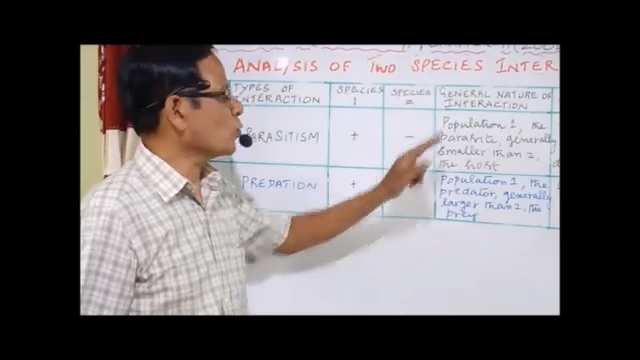 ANALYSIS OF TWO SPECIES INTER
TYPES OF INTERACTION
SPECIES 1
SPECIES 2
GENERAL NATURE OF INTERACTION
PARASITISM
+
−
Population 1, the
parasite, generally
smaller than 2,
the host
PREDATION
+
Population 1, the
predator, generally
larger than 2, the
prey